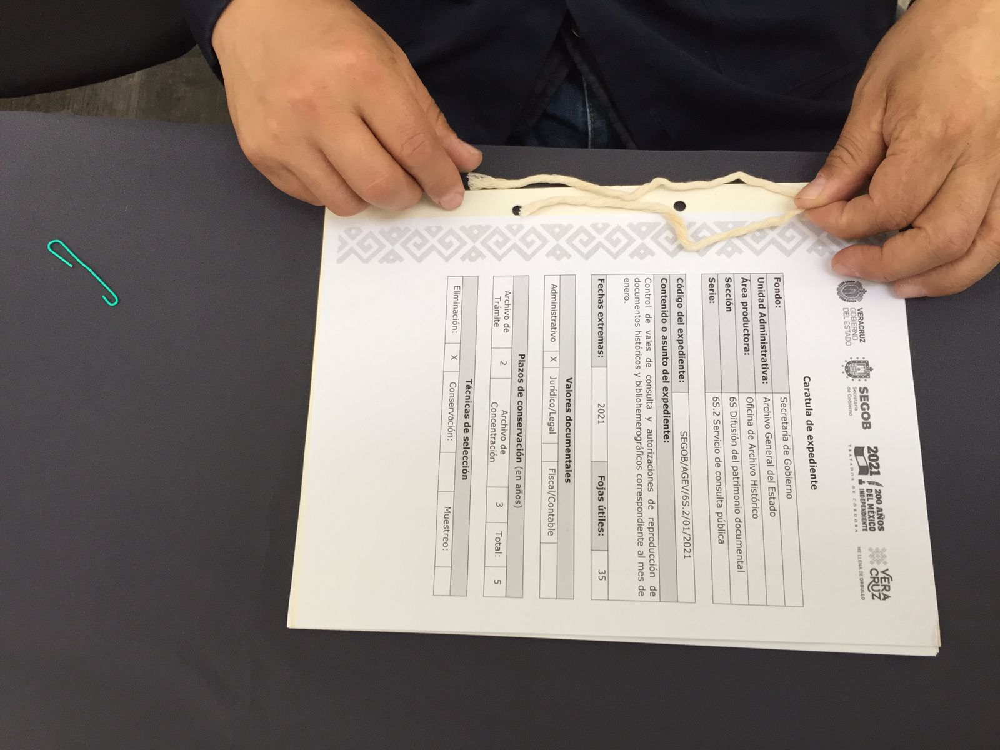 VERACRUZ
GOBIERNO
DEL ESTADO
SEGOB
Secretaría
de Gobierno
2021
200 AÑOS
DEL MÉXICO
INDEPENDIENTE
TRATADOS DE CÓRDOBA
VERA
CRUZ
ME LLENA DE ORGULLO
Caratula de expediente
Fondo: Secretaría de Gobierno
Unidad Administrativa: Archivo General del Estado
Área productora: Oficina de Archivo Histórico
Sección 6S Difusión del patrimonio documental
Serie: 6S.2 Servicio de consulta pública
Código del expediente: SEGOB/AGEV/6S.2/01/2021
Contenido o asunto del expediente:
Control de vales de consulta y autorizaciones de reproducción de
documentos históricos y bibliohemerográficos correspondiente al mes de
enero.
Fechas extremas: 2021 Fojas útiles: 35
Valores documentales
Administrativo X Jurídico/Legal Fiscal/Contable
Plazos de conservación (en años)
Archivo de Trámite 2 Archivo de Concentración 3 Total: 5
Técnicas de selección
Eliminación: X Conservación: Muestreo: